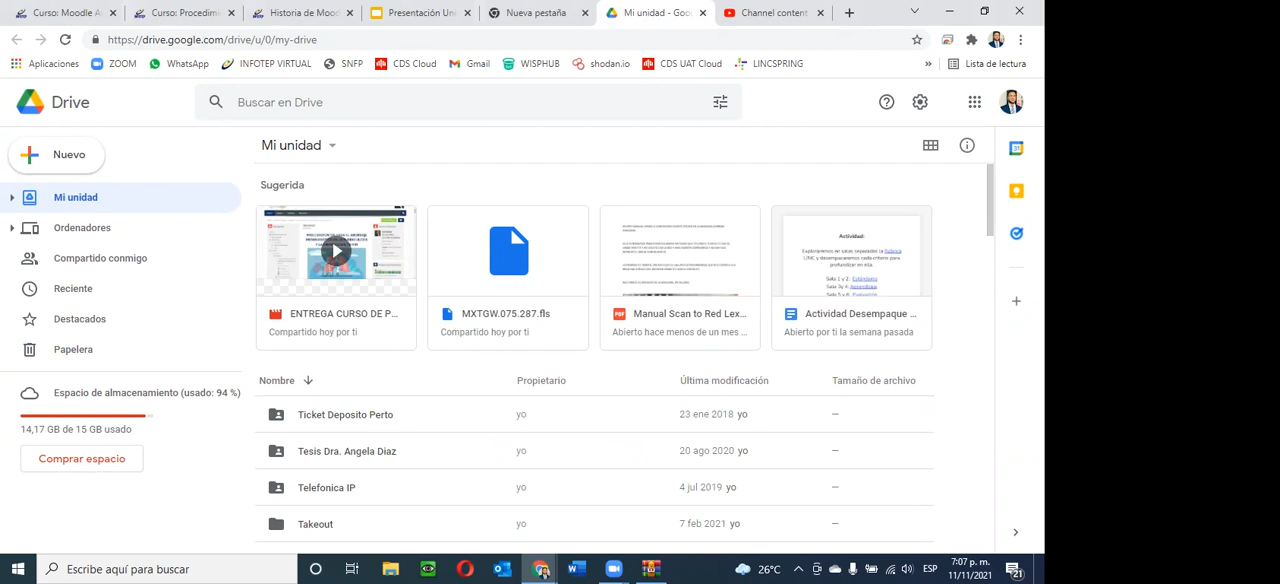 Curso: Moodle A
Curso: Procedimi
Historia de Mood
Presentación Uni
Nueva pestaña
Mi unidad - Goo
Channel content
https://drive.google.com/drive/u/0/my-drive
Aplicaciones
ZOOM
WhatsApp
INFOTEP VIRTUAL
SNFP
CDS Cloud
Gmail
WISPHUB
shodan.io
CDS UAT Cloud
LINCSPRING
»
Lista de lectura
Drive
Buscar en Drive
Nuevo
Mi unidad
Mi unidad
Ordenadores
Compartido conmigo
Reciente
Destacados
Papelera
Espacio de almacenamiento (usado: 94 %)
14,17 GB de 15 GB usado
Comprar espacio
Sugerida
Actividad:
ENTREGA CURSO DE P...
Compartido hoy por ti
MXTGW.075.287.fls
Compartido hoy por ti
PDF
Manual Scan to Red Lex...
Abierto hace menos de un mes ...
Actividad Desempaque ...
Abierto por ti la semana pasada
Nombre
Propietario
Última modificación
Tamaño de archivo
Ticket Deposito Perto yo 23 ene 2018 yo —
Tesis Dra. Angela Diaz yo 20 ago 2020 yo —
Telefonica IP yo 4 jul 2019 yo —
Takeout yo 7 feb 2021 yo —
31
Escribe aquí para buscar
26°C
ESP
7:07 p. m.
11/11/2021
21